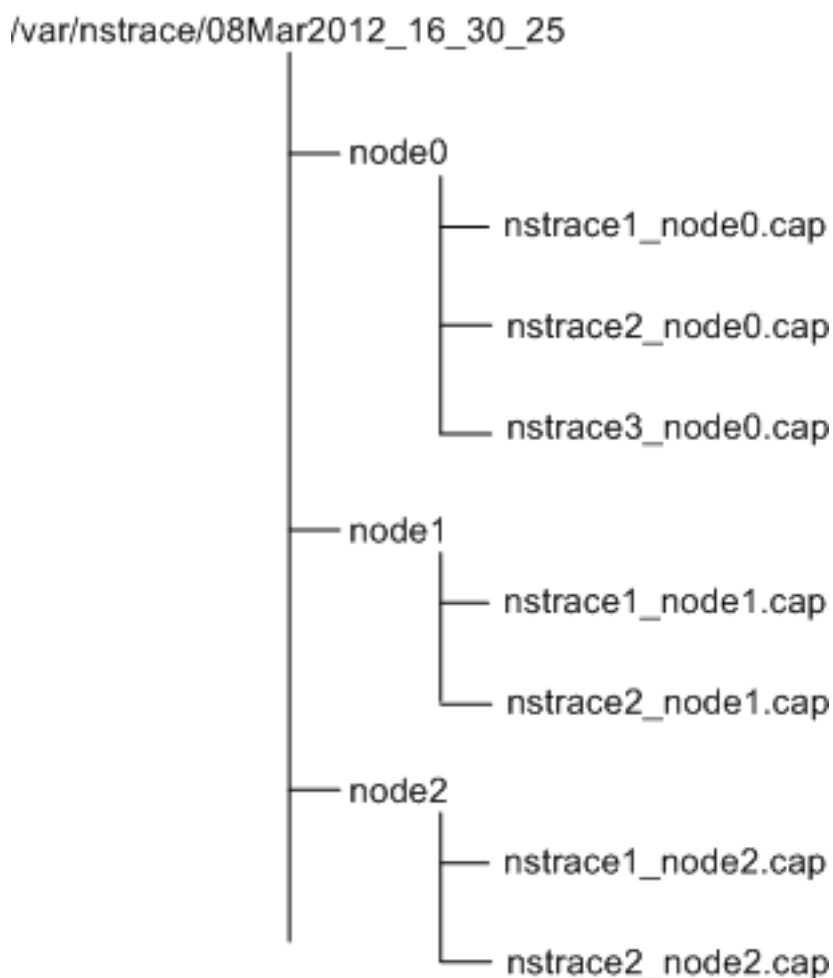 /var/nstrace/08Mar2012_16_30_25
node0
nstrace1_node0.cap
nstrace2_node0.cap
nstrace3_node0.cap
node1
nstrace1_node1.cap
nstrace2_node1.cap
node2
nstrace1_node2.cap
nstrace2_node2.cap